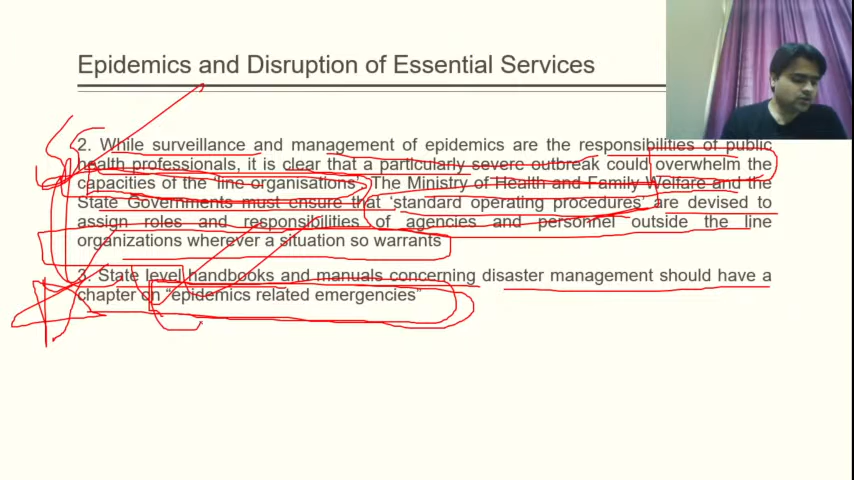 Epidemics and Disruption of Essential Services
2. While surveillance and management of epidemics are the responsibilities of public
health professionals, it is clear that a particularly severe outbreak could overwhelm the
capacities of the 'line organisations'. The Ministry of Health and Family Welfare and the
State Governments must ensure that 'standard operating procedures' are devised to
assign roles and responsibilities of agencies and personnel outside the line
organizations wherever a situation so warrants
3. State level handbooks and manuals concerning disaster management should have a
chapter on “epidemics related emergencies”